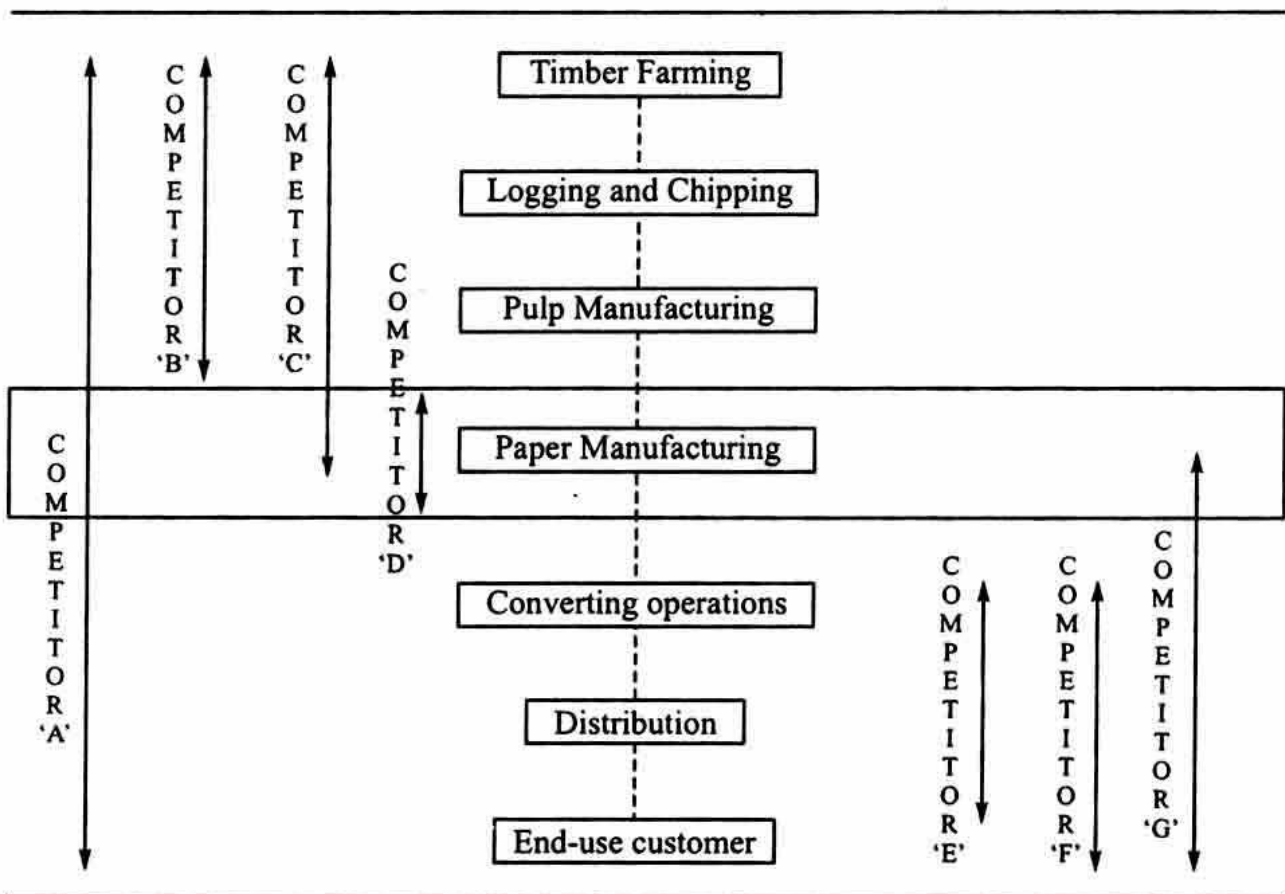 COMPETITOR 'A'
COMPETITOR 'B'
COMPETITOR 'C'
COMPETITOR 'D'
Timber Farming
Logging and Chipping
Pulp Manufacturing
Paper Manufacturing
Converting operations
Distribution
End-use customer
COMPETITOR 'E'
COMPETITOR 'F'
COMPETITOR 'G'